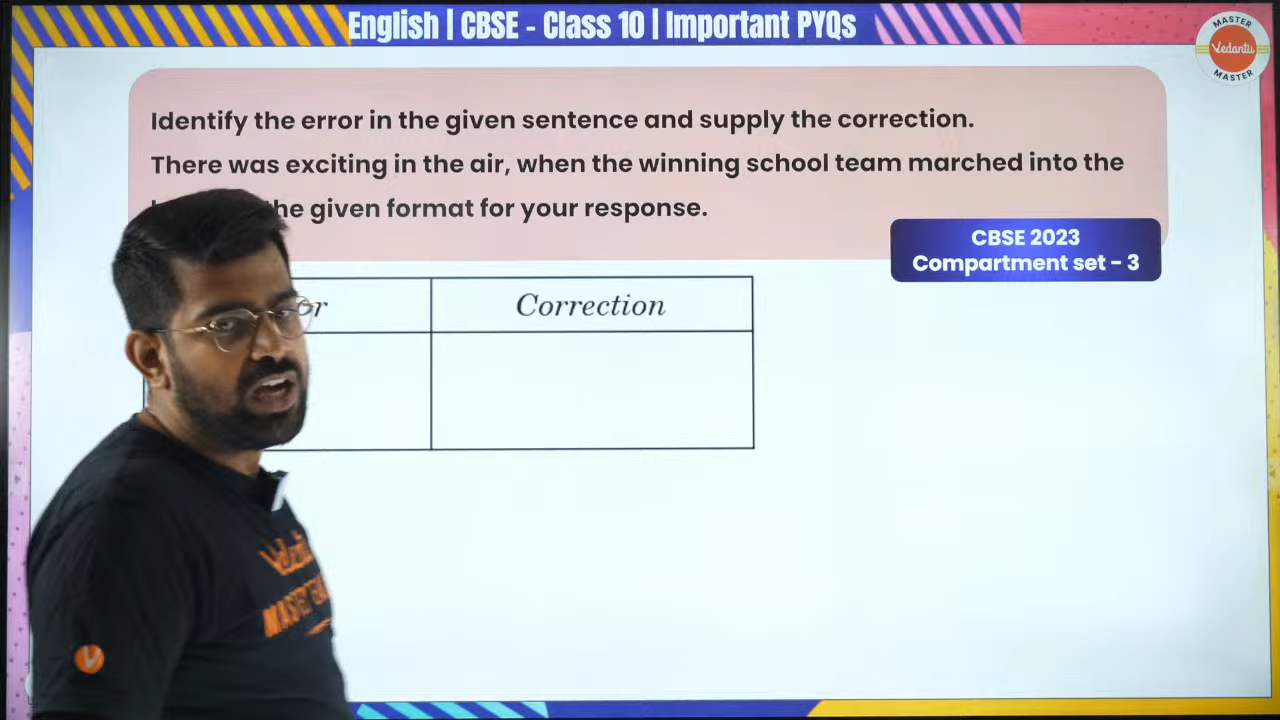 English | CBSE - Class 10 | Important PYQs
MASTER
Vedantu
MASTER
Identify the error in the given sentence and supply the correction.
There was exciting in the air, when the winning school team marched into the
the given format for your response.
CBSE 2023
Compartment set - 3
Correction
Vedantu